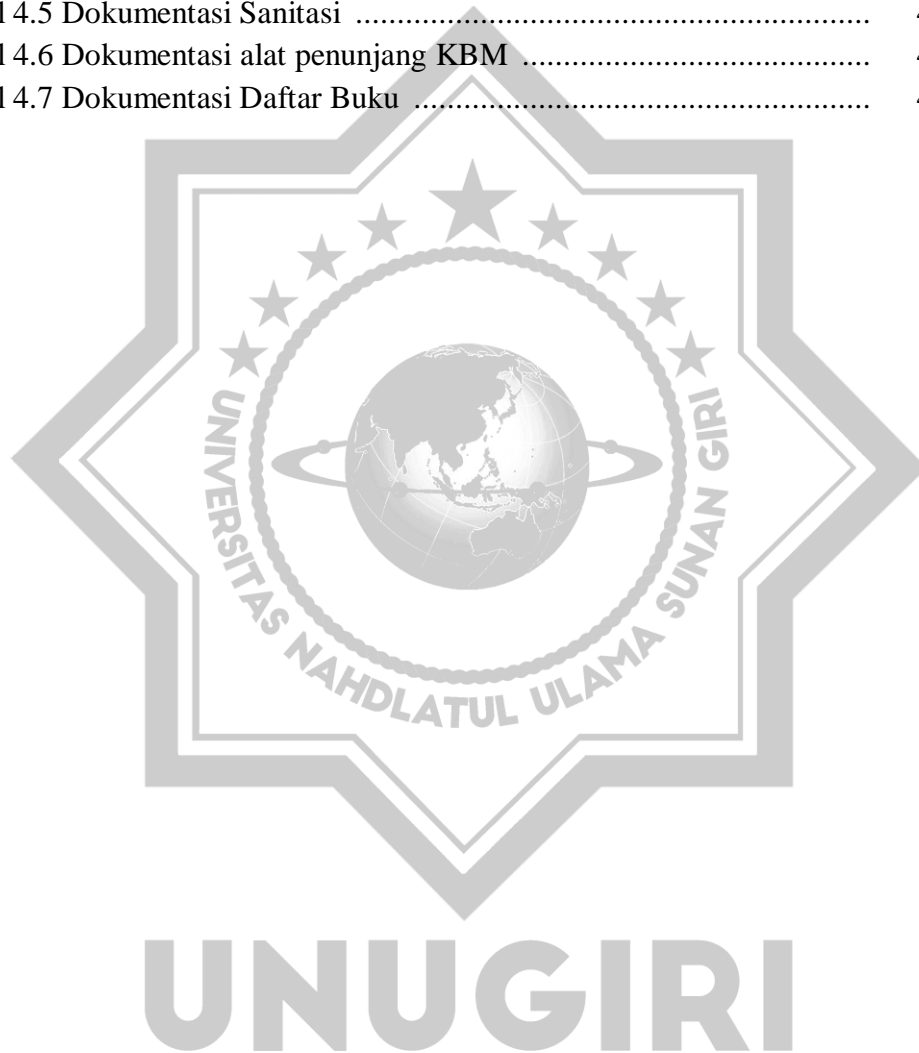 4.5 Dokumentasi Sanitasi ....................................................................
4.6 Dokumentasi alat penunjang KBM ..............................................
4.7 Dokumentasi Daftar Buku ............................................................
UNIVERSITAS NAHDLATUL ULAMA SUNAN GIRI
UNUGIRI